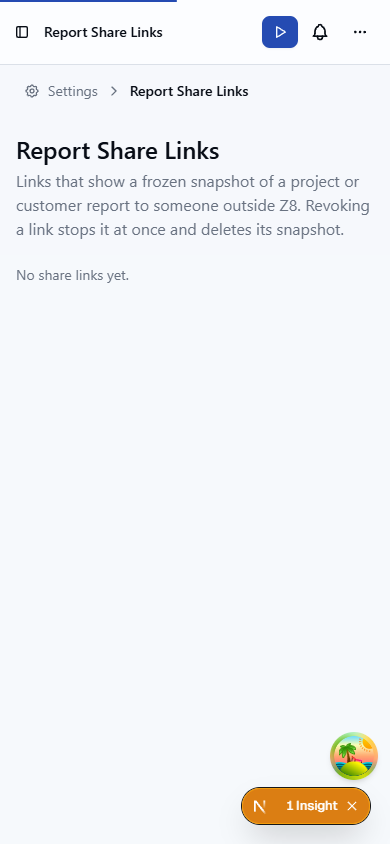 Report Share Links
Settings
Report Share Links
Report Share Links
Links that show a frozen snapshot of a project or
customer report to someone outside Z8. Revoking
a link stops it at once and deletes its snapshot.
No share links yet.
1 Insight